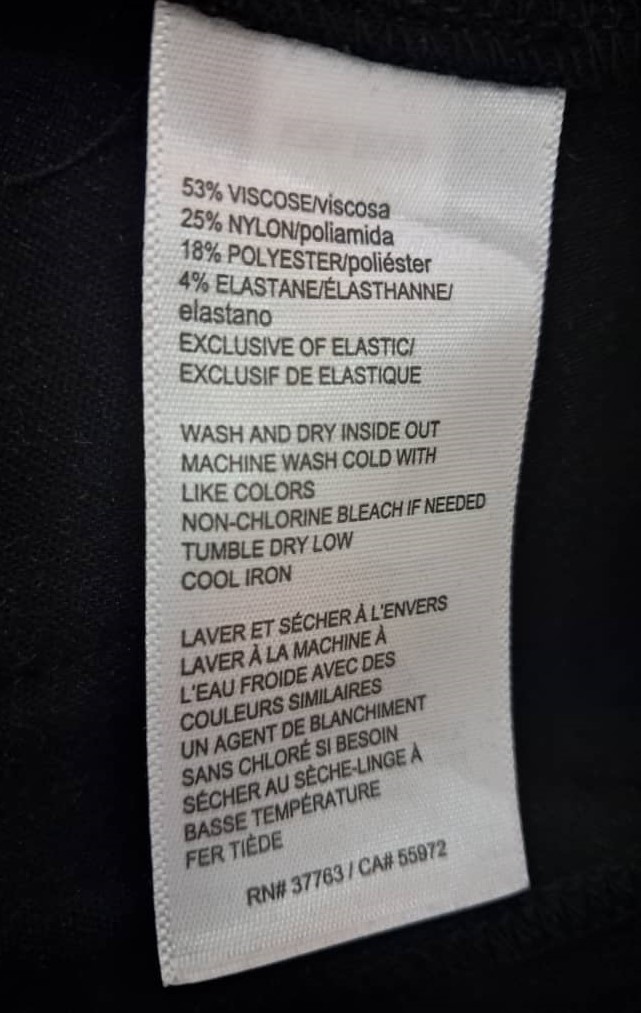 53% VISCOSE/viscosa
25% NYLON/poliamida
18% POLYESTER/poliéster
4% ELASTANE/ÉLASTHANNE/
elastano
EXCLUSIVE OF ELASTIC/
EXCLUSIF DE ELASTIQUE
WASH AND DRY INSIDE OUT
MACHINE WASH COLD WITH
LIKE COLORS
NON-CHLORINE BLEACH IF NEEDED
TUMBLE DRY LOW
COOL IRON
LAVER ET SÉCHER À L'ENVERS
LAVER À LA MACHINE À
L'EAU FROIDE AVEC DES
COULEURS SIMILAIRES
UN AGENT DE BLANCHIMENT
SANS CHLORÉ SI BESOIN
SÉCHER AU SÈCHE-LINGE À
BASSE TEMPÉRATURE
FER TIÈDE
RN# 37763 / CA# 55972